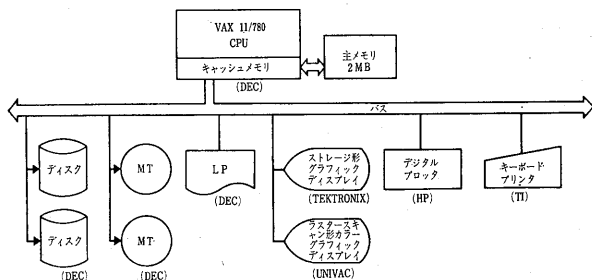 VAX 11/780
CPU
キャッシュメモリ
(DEC)
主メモリ
2MB
バス
ディスク
MT
LP
(DEC)
ストレージ形
グラフィック
ディスプレイ
(TEKTRONIX)
デジタル
プロッタ
(HP)
キーボード
プリンタ
(TI)
ディスク
(DEC)
MT
(DEC)
ラスタースキ
ャン形カラー
グラフィック
ディスプレイ
(UNIVAC)